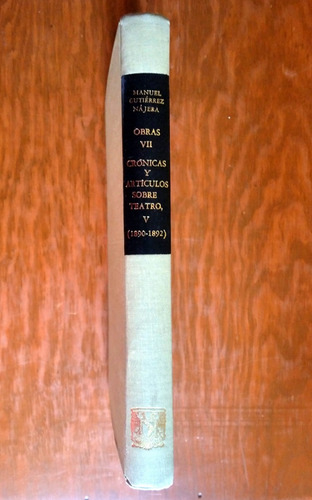 MANUEL
GUTIÉRREZ
NÁJERA
OBRAS
VII
CRÓNICAS
Y
ARTÍCULOS
SOBRE
TEATRO,
V
(1890-1892)